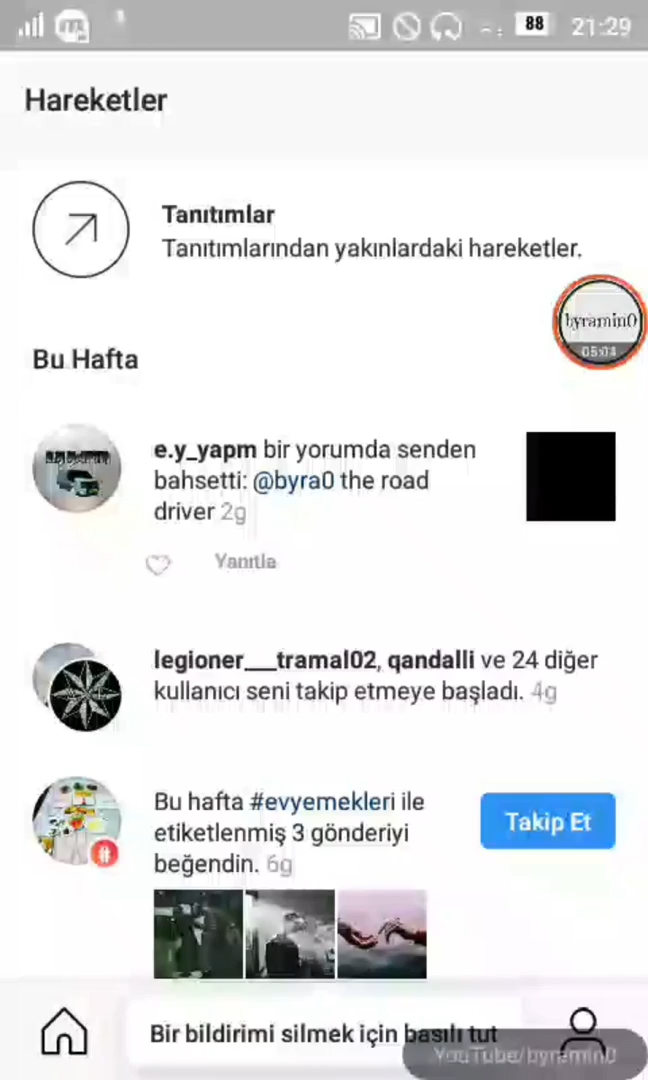 88
21:29
Hareketler
Tanıtımlar
Tanıtımlarından yakınlardaki hareketler.
byramin0
05:04
Bu Hafta
e.y_yapm bir yorumda senden
bahsetti: @byra0 the road
driver 2g
Yanıtla
legioner___tramal02, qandalli ve 24 diğer
kullanıcı seni takip etmeye başladı. 4g
Bu hafta #evyemekleri ile
etiketlenmiş 3 gönderiyi
beğendin. 6g
Takip Et
Bir bildirimi silmek için basılı tut
YouTube/byramin0